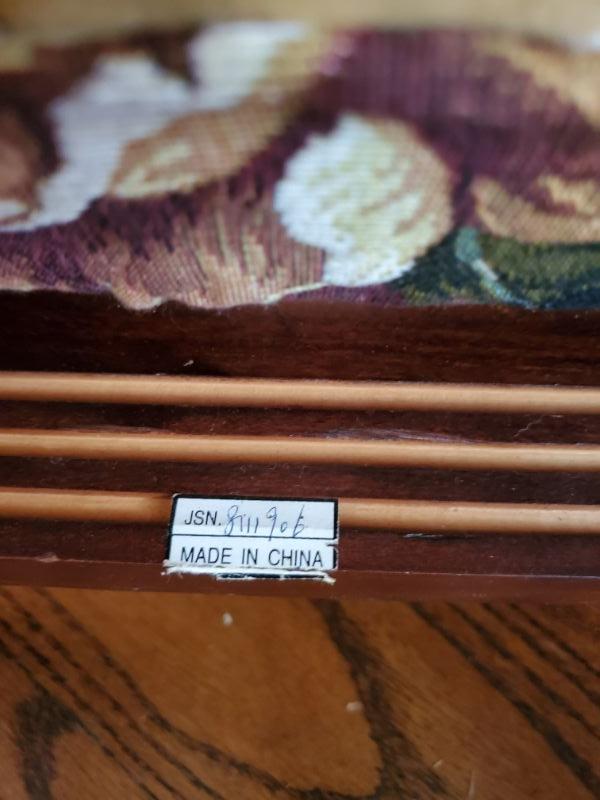 JSN. 8111906
MADE IN CHINA